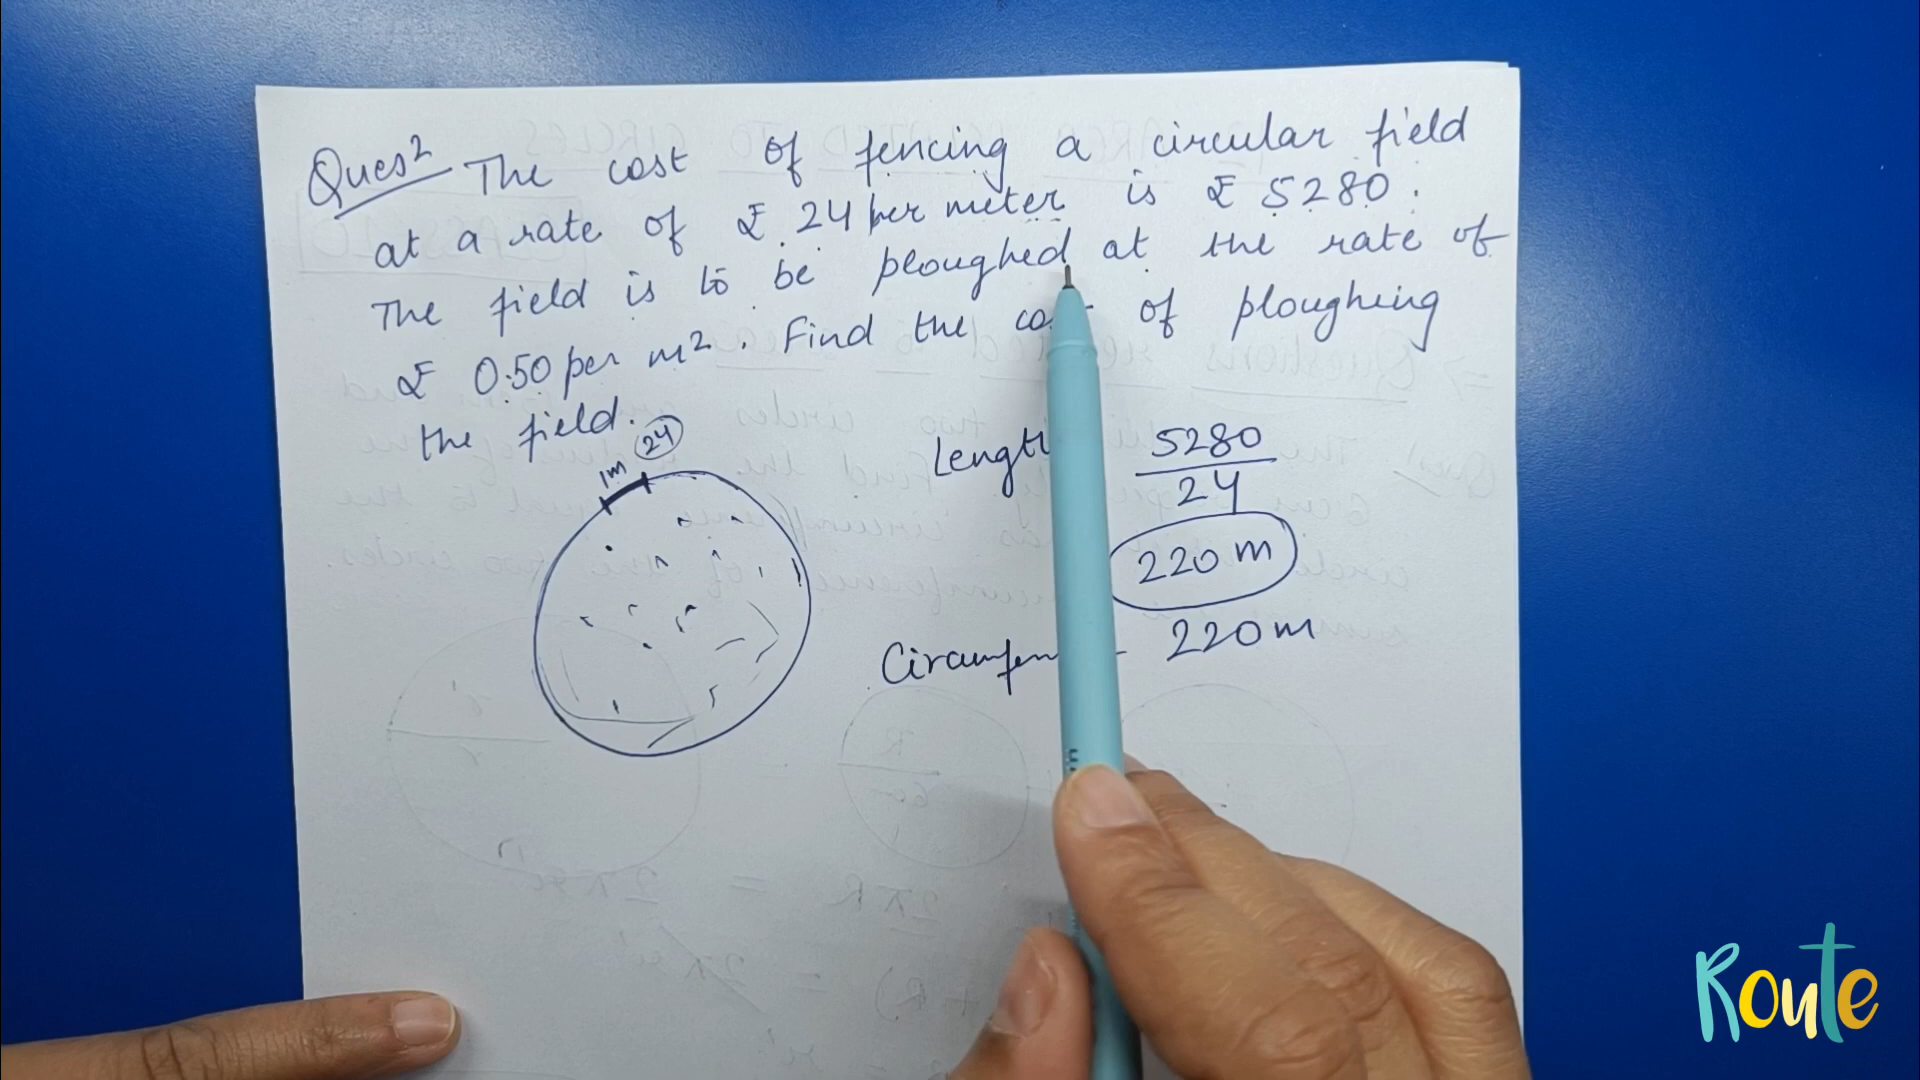 Ques2 The cost of fencing a circular field
at a rate of ₹ 24 per meter is ₹ 5280.
The field is to be ploughed at the rate of
₹ 0.50 per m². Find the of ploughing
the field.
24
1m
Length 5280
24
220 m
220 m
Route